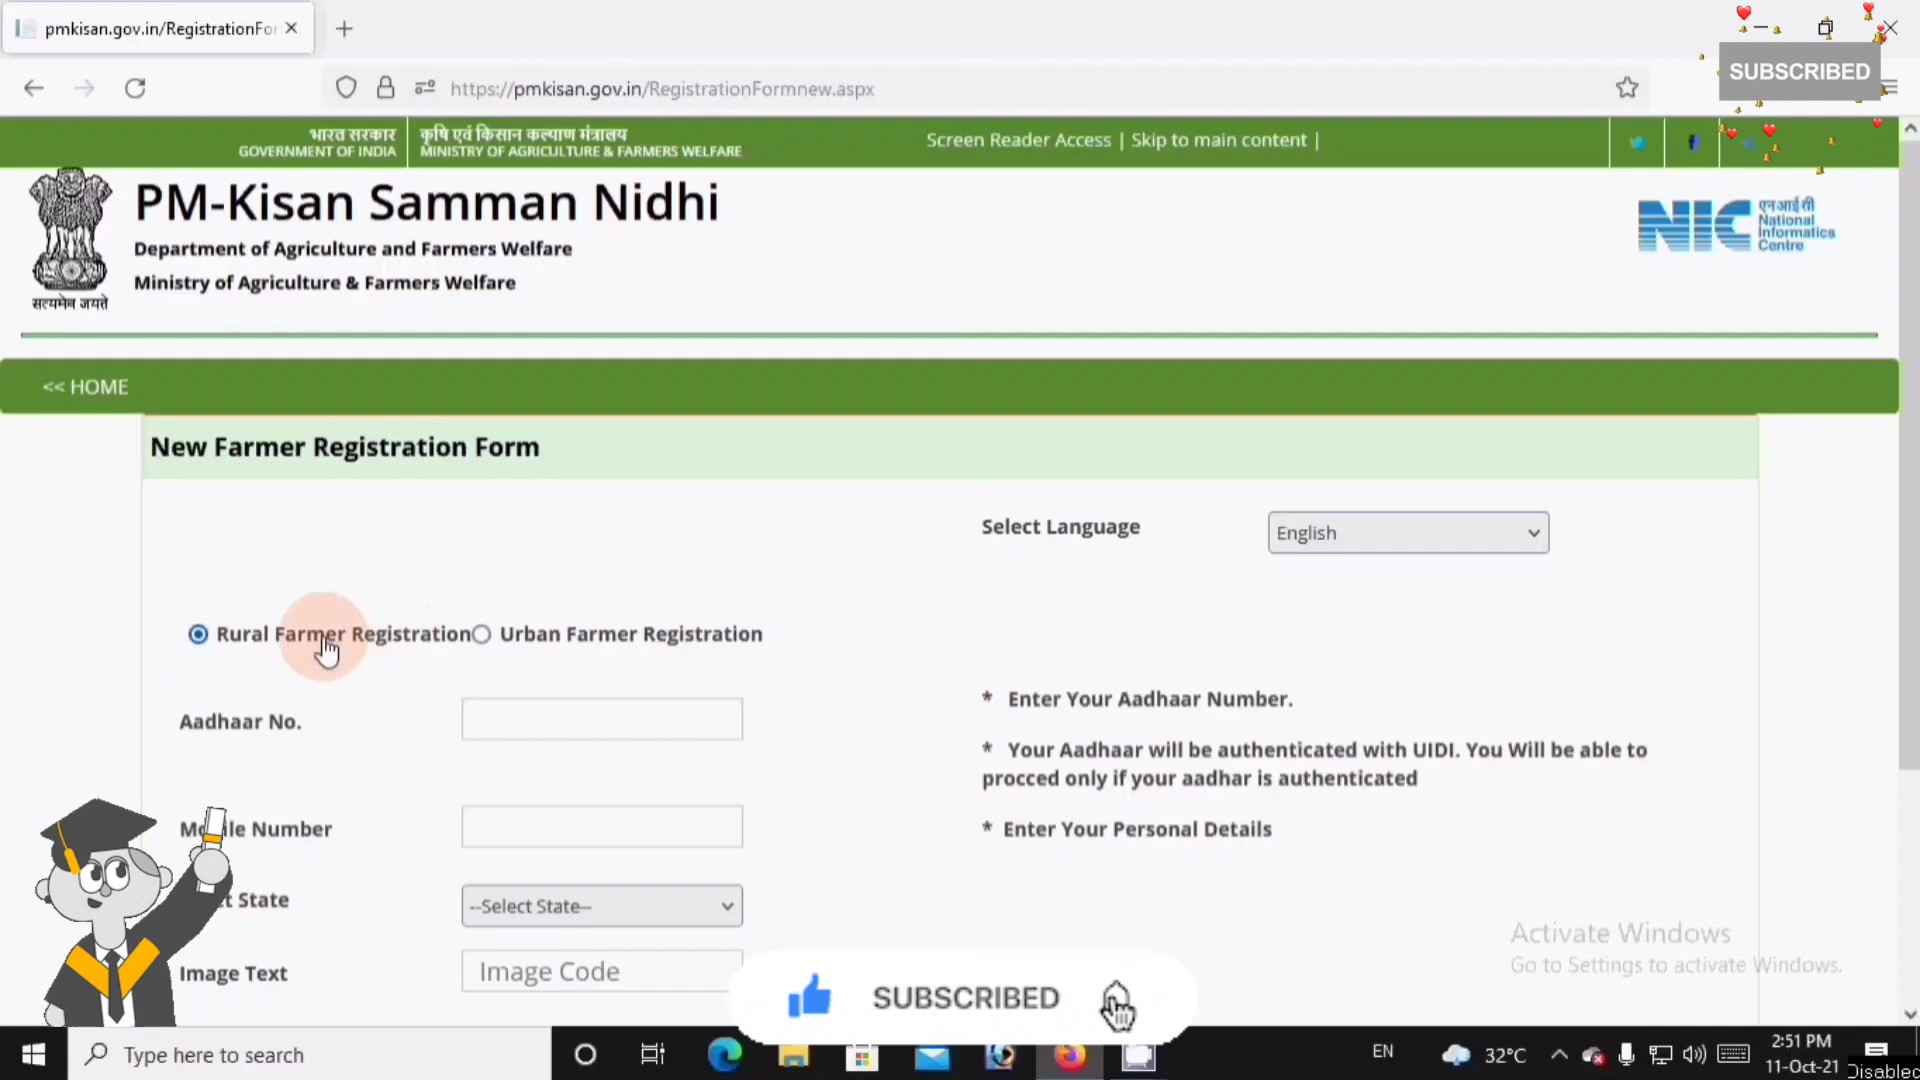 pmkisan.gov.in/RegistrationFo
https://pmkisan.gov.in/RegistrationFormnew.aspx
SUBSCRIBED
भारत सरकार
GOVERNMENT OF INDIA
कृषि एवं किसान कल्याण मंत्रालय
MINISTRY OF AGRICULTURE & FARMERS WELFARE
Screen Reader Access | Skip to main content |
PM-Kisan Samman Nidhi
Department of Agriculture and Farmers Welfare
Ministry of Agriculture & Farmers Welfare
सत्यमेव जयते
NIC
एन आई सी
National
Informatics
Centre
<< HOME
New Farmer Registration Form
Select Language
English
Rural Farmer Registration
Urban Farmer Registration
Aadhaar No.
* Enter Your Aadhaar Number.
* Your Aadhaar will be authenticated with UIDI. You Will be able to
procced only if your aadhar is authenticated
Mobile Number
* Enter Your Personal Details
State
--Select State--
Image Text
Image Code
Activate Windows
Go to Settings to activate Windows.
SUBSCRIBED
Type here to search
EN
32°C
2:51 PM
11-Oct-21
Disabled